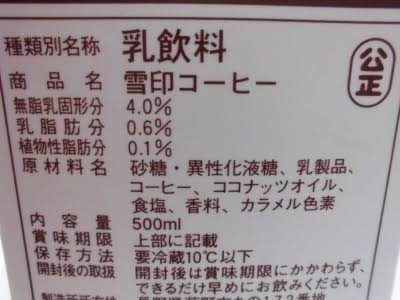 種類別名称 乳飲料
公正
商品名 雪印コーヒー
無脂乳固形分 4.0%
乳脂肪分 0.6%
植物性脂肪分 0.1%
原材料名 砂糖・異性化液糖、乳製品、
コーヒー、ココナッツオイル、
食塩、香料、カラメル色素
内容量 500ml
賞味期限 上部に記載
保存方法 要冷蔵10℃以下
開封後の取扱 開封後は賞味期限にかかわらず、
できるだけ早めにお飲みください。